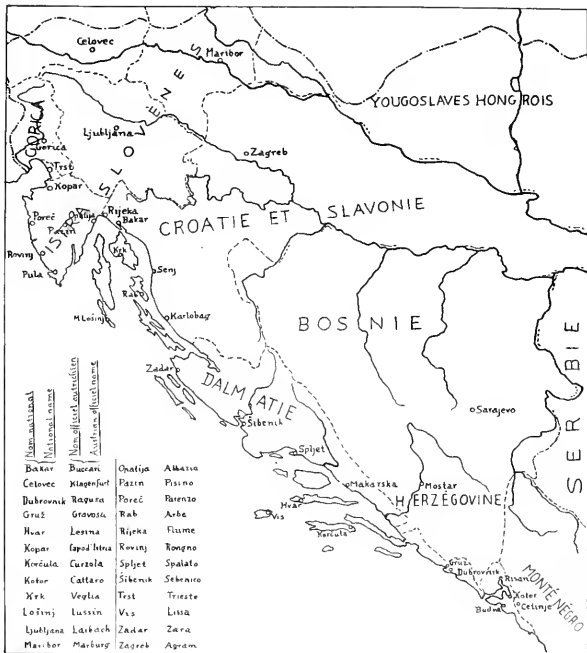 Celovec
Maribor
YOUGOSLAVES HONGROIS
GORICA
SLOVÈNES
Ljubljana
Gorica
Zagreb
Trst
Kopar
ISTRA
Poreč
Pazin
Opatija
Rijeka
Bakar
CROATIE ET SLAVONIE
Rovinj
Krk
Pula
Senj
Rab
BOSNIE
M.Lošinj
Karlobag
SERBIE
Zadar
DALMATIE
Šibenik
Sarajevo
Spljet
Makarska
Mostar
HERZÉGOVINE
Hvar
Vis
Korčula
Gruž
Dubrovnik
Risan
MONTÉNÉGRO
Kotor
Budva
Cetinje
Nom national
National name
Nom officiel autrichien
Austrian official name
Bakar Buccari Opatija Abbazia
Celovec Klagenfurt Pazin Pisino
Dubrovnik Ragusa Poreč Parenzo
Gruž Gravosa Rab Arbe
Hvar Lesina Rijeka Fiume
Kopar Capod'Istria Rovinj Rovigno
Korčula Curzola Spljet Spalato
Kotor Cattaro Šibenik Sebenico
Krk Veglia Trst Trieste
Lošinj Lussin Vis Lissa
Ljubljana Laibach Zadar Zara
Maribor Marburg Zagreb Agram